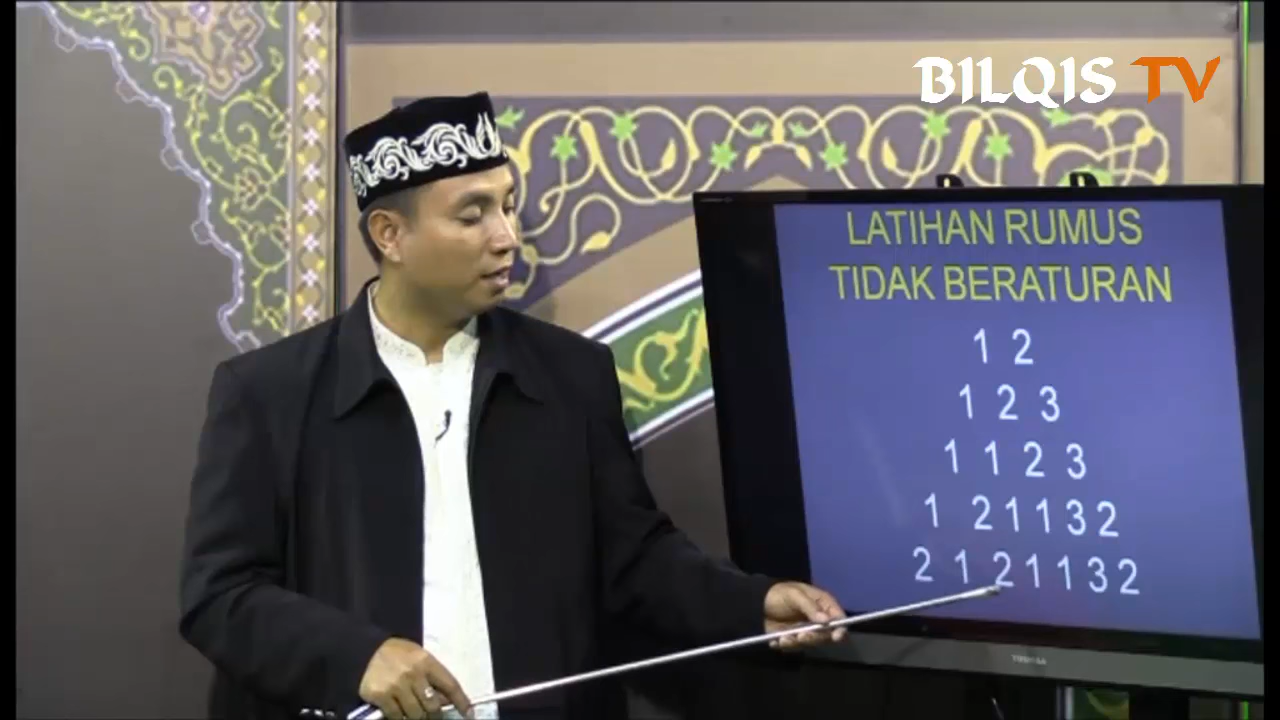 BILQIS TV
LATIHAN RUMUS
TIDAK BERATURAN
1 2
1 2 3
1 1 2 3
1 2 1 1 3 2
2 1 2 1 1 3 2
TOSHIBA